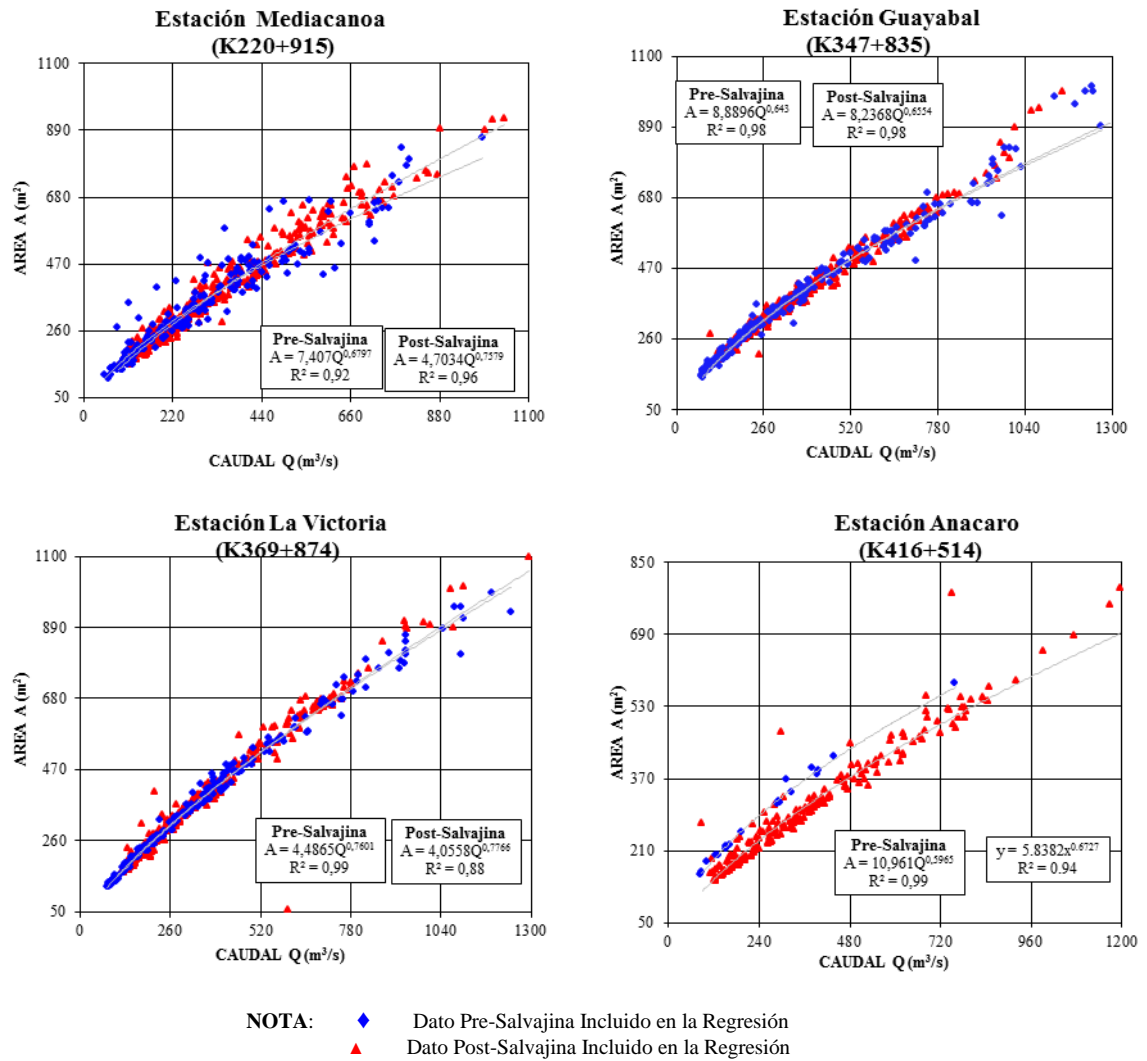 Estación Mediacanoa
(K220+915)
1100
890
680
470
260
50
AREA A (m²)
Pre-Salvajina
A = 7,407Q^0,6797
R² = 0,92
Post-Salvajina
A = 4,7034Q^0,7579
R² = 0,96
0 220 440 660 880 1100
CAUDAL Q (m³/s)
Estación Guayabal
(K347+835)
1100
890
680
470
260
50
AREA A (m²)
Pre-Salvajina
A = 8,8896Q^0,643
R² = 0,98
Post-Salvajina
A = 8,2368Q^0,6554
R² = 0,98
0 260 520 780 1040 1300
CAUDAL Q (m³/s)
Estación La Victoria
(K369+874)
1100
890
680
470
260
50
AREA A (m²)
Pre-Salvajina
A = 4,4865Q^0,7601
R² = 0,99
Post-Salvajina
A = 4,0558Q^0,7766
R² = 0,88
0 260 520 780 1040 1300
CAUDAL Q (m³/s)
Estación Anacaro
(K416+514)
850
690
530
370
210
50
AREA A (m²)
Pre-Salvajina
A = 10,961Q^0,5965
R² = 0,99
y = 5.8382x^0.6727
R² = 0.94
0 240 480 720 960 1200
CAUDAL Q (m³/s)
NOTA: Dato Pre-Salvajina Incluido en la Regresión
Dato Post-Salvajina Incluido en la Regresión